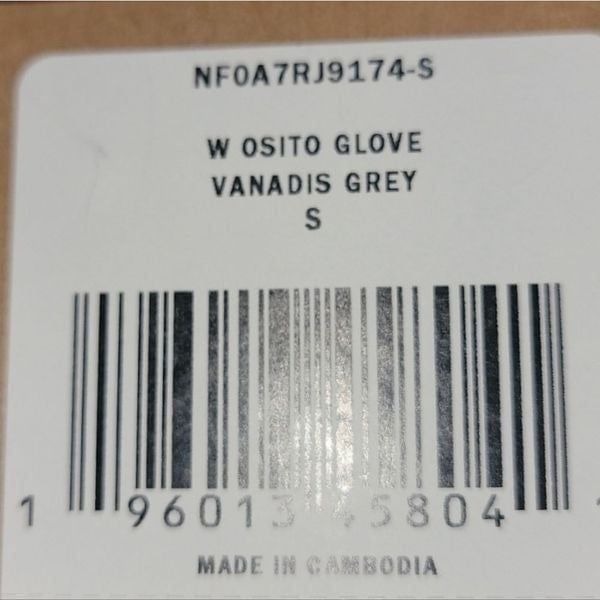 NF0A7RJ9174-S
W OSITO GLOVE
VANADIS GREY
S
1 96013 45804
MADE IN CAMBODIA